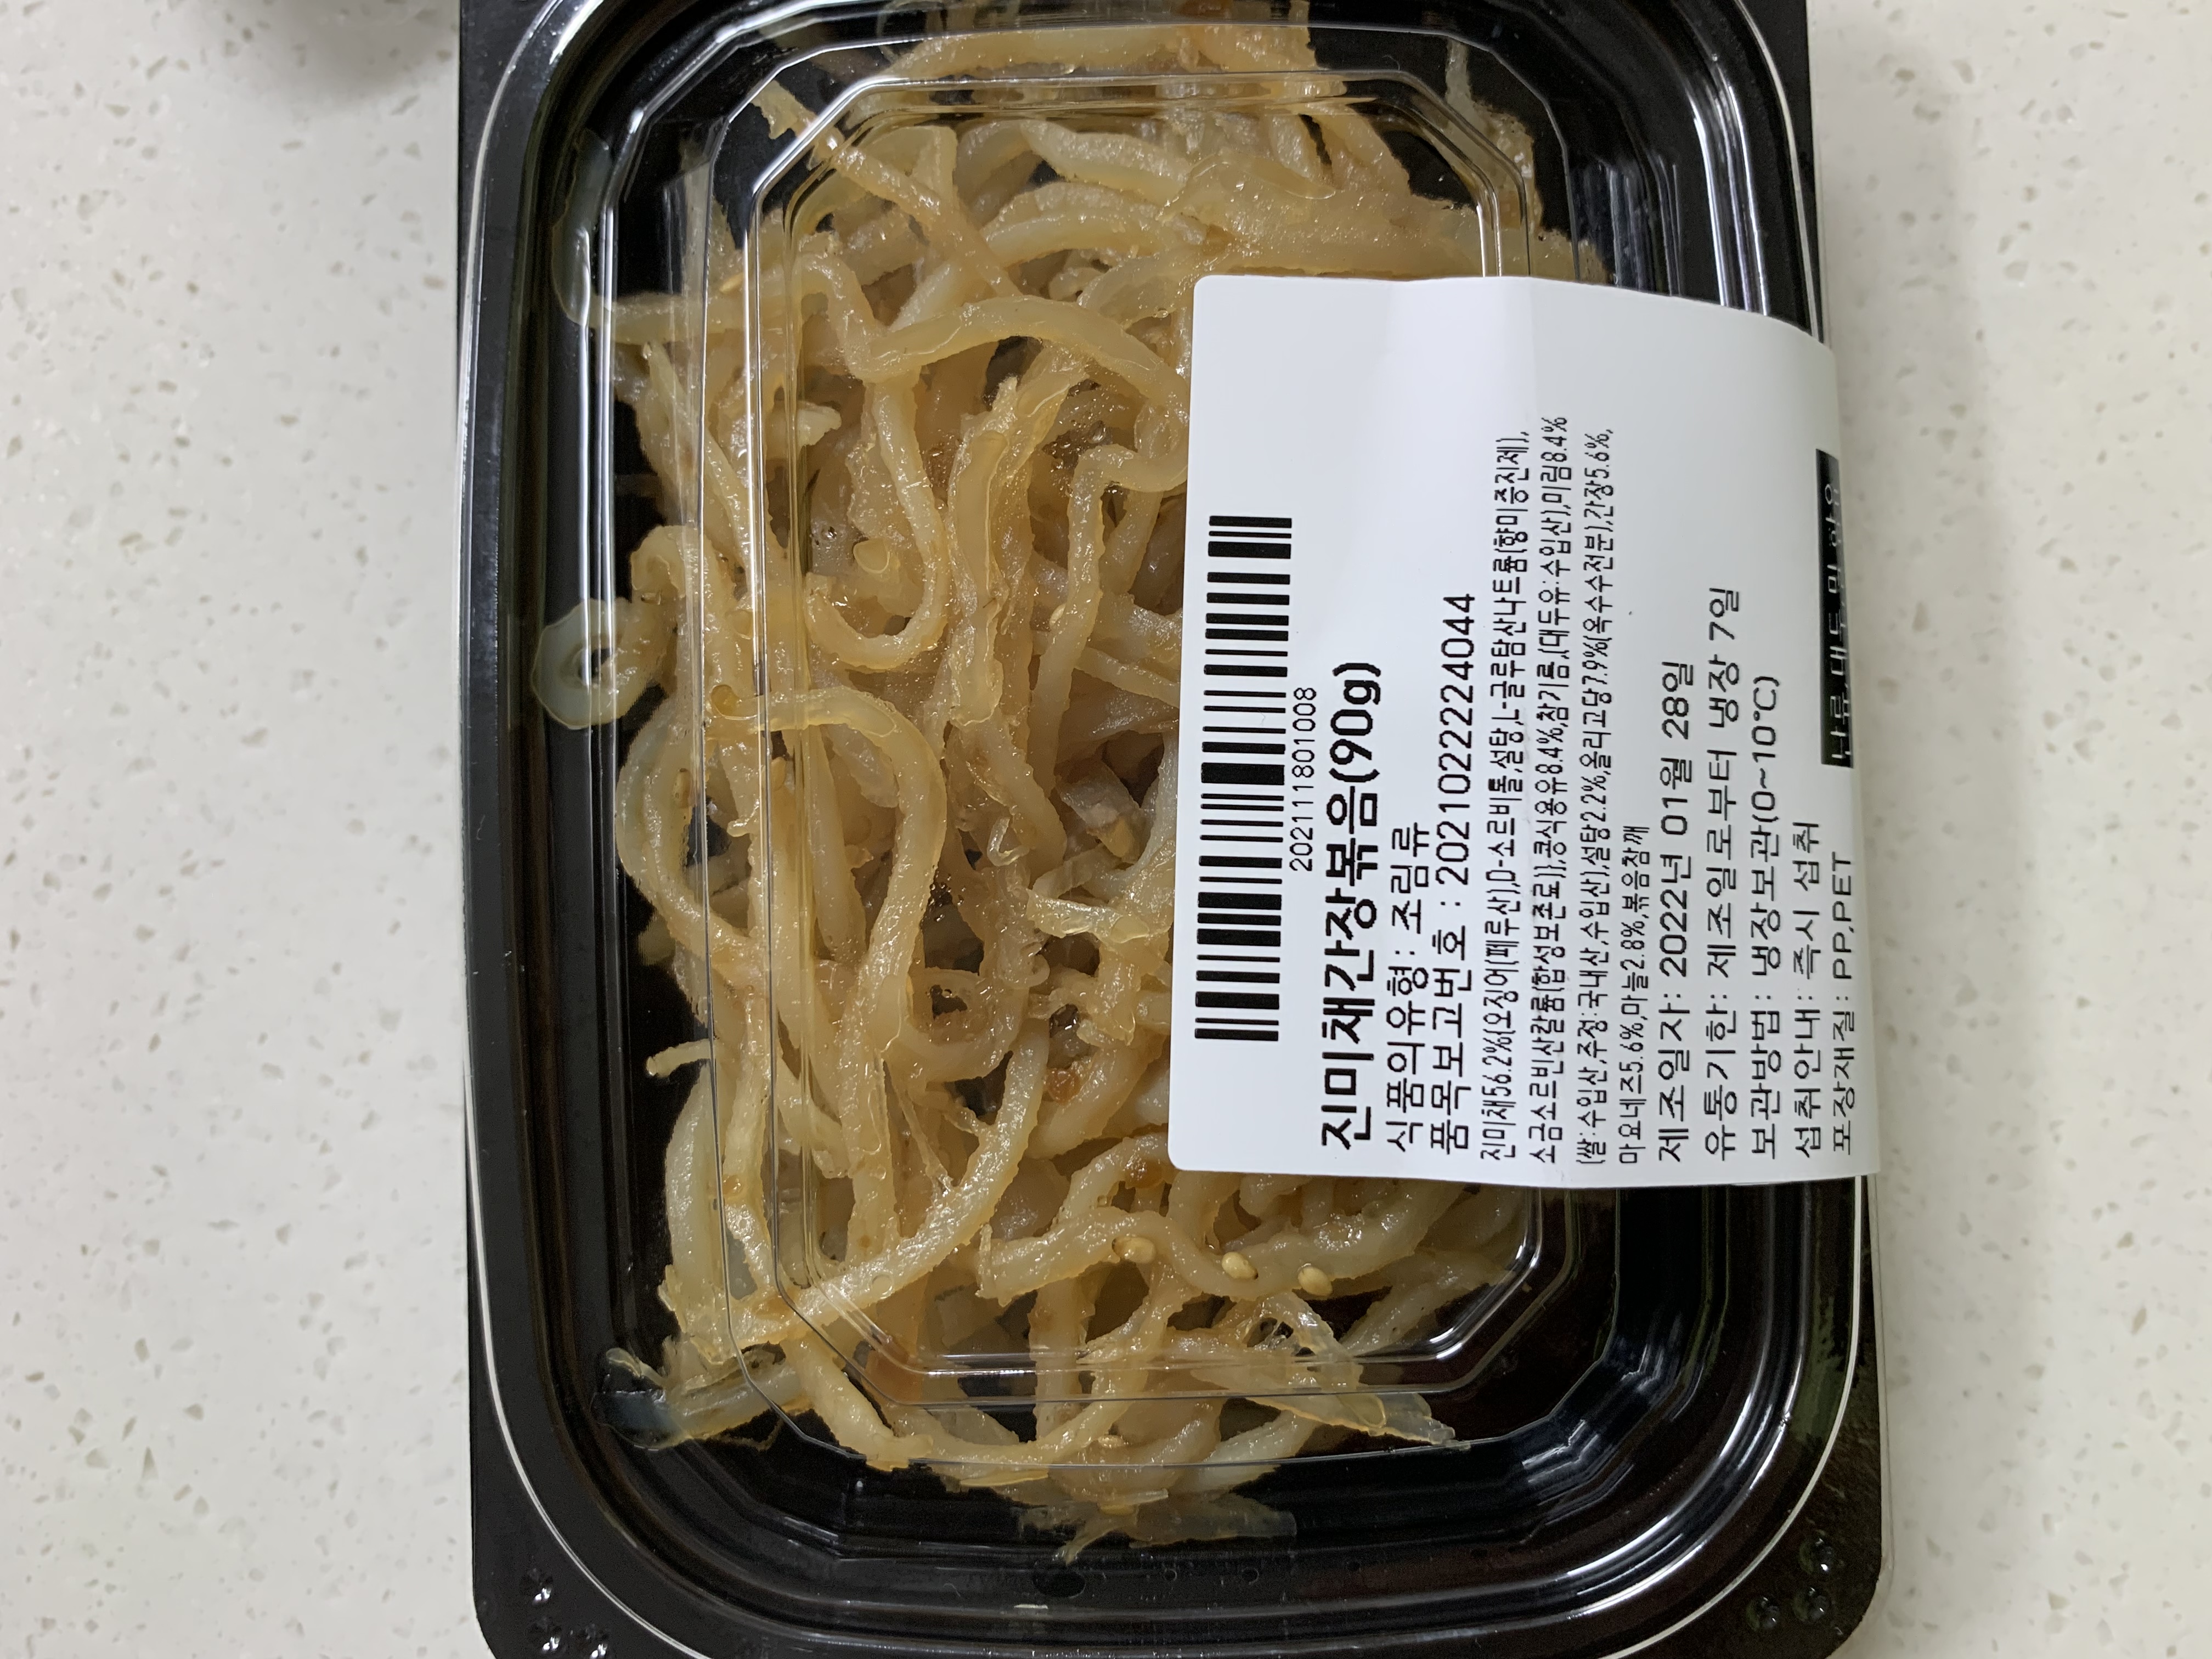 2021111801008
진미채간장볶음(90g)
식품의유형: 조림류
품목보고번호 : 20210222224044
진미채56.2%{오징어(페루산),D-소르비톨,설탕,L-글루탐산나트륨(향미증진제),
소금소르빈산칼륨(합성보존료)},콩식용유8.4%,참기름,(대두유:수입산),미림8.4%
(쌀:수입산,주정:국내산,수입산),설탕2.2%,올리고당7.9%(옥수수전분),간장5.6%,
마요네즈5.6%,마늘2.8%,볶음참깨
제조일자: 2022년 01월 28일
유통기한: 제조일로부터 냉장 7일
보관방법: 냉장보관(0~10℃)
섭취안내: 즉시 섭취
포장재질: PP,PET
난류,대두,밀 함유